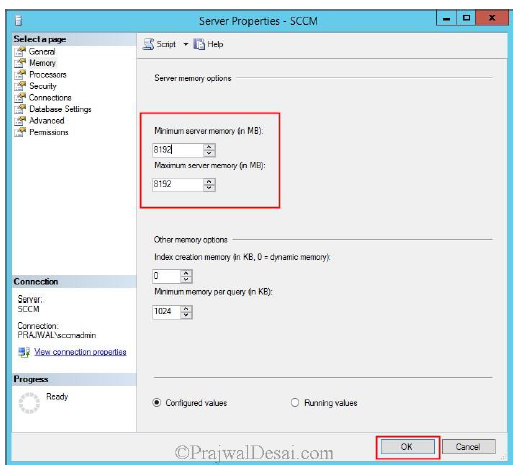 Server Properties - SCCM
Select a page
General
Memory
Processors
Security
Connections
Database Settings
Advanced
Permissions
Script
Help
Server memory options
Minimum server memory (in MB):
8192
Maximum server memory (in MB):
8192
Other memory options
Index creation memory (in KB, 0 = dynamic memory):
0
Minimum memory per query (in KB):
1024
Connection
Server:
SCCM
Connection:
PRAJWAL\sccmadmin
View connection properties
Progress
Ready
Configured values
Running values
OK
Cancel
©PrajwalDesai.com